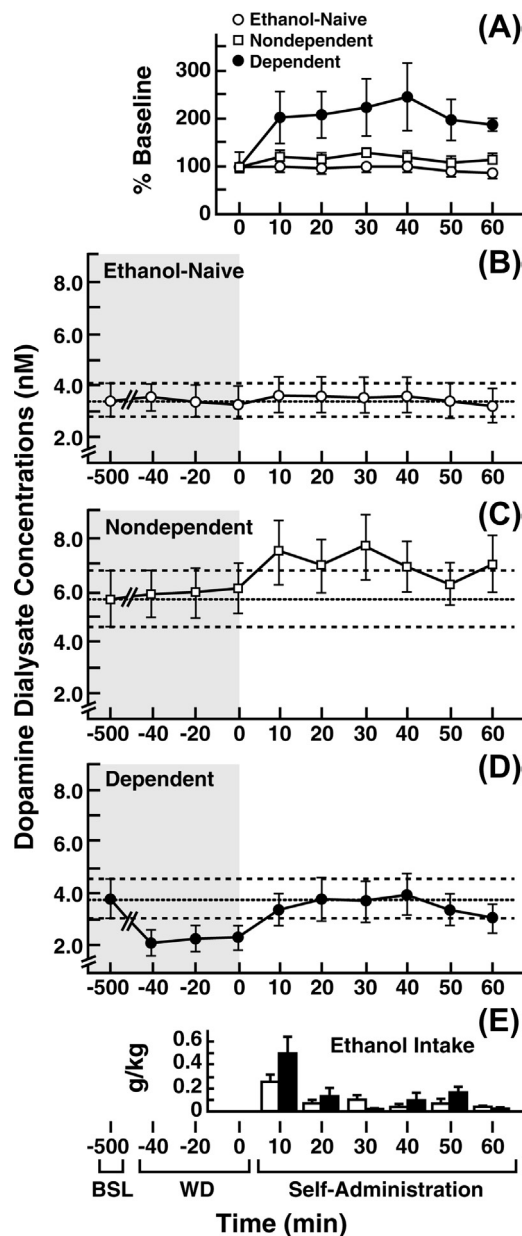 Ethanol-Naive
Nondependent
Dependent
(A)
300
200
100
0
% Baseline
0 10 20 30 40 50 60
Dopamine Dialysate Concentrations (nM)
Ethanol-Naive
(B)
8.0
6.0
4.0
2.0
-500 -40 -20 0 10 20 30 40 50 60
Nondependent
(C)
8.0
6.0
4.0
2.0
-500 -40 -20 0 10 20 30 40 50 60
Dependent
(D)
8.0
6.0
4.0
2.0
-500 -40 -20 0 10 20 30 40 50 60
(E)
Ethanol Intake
g/kg
0.6
0.4
0.2
0
-500 -40 -20 0 10 20 30 40 50 60
BSL WD Self-Administration
Time (min)